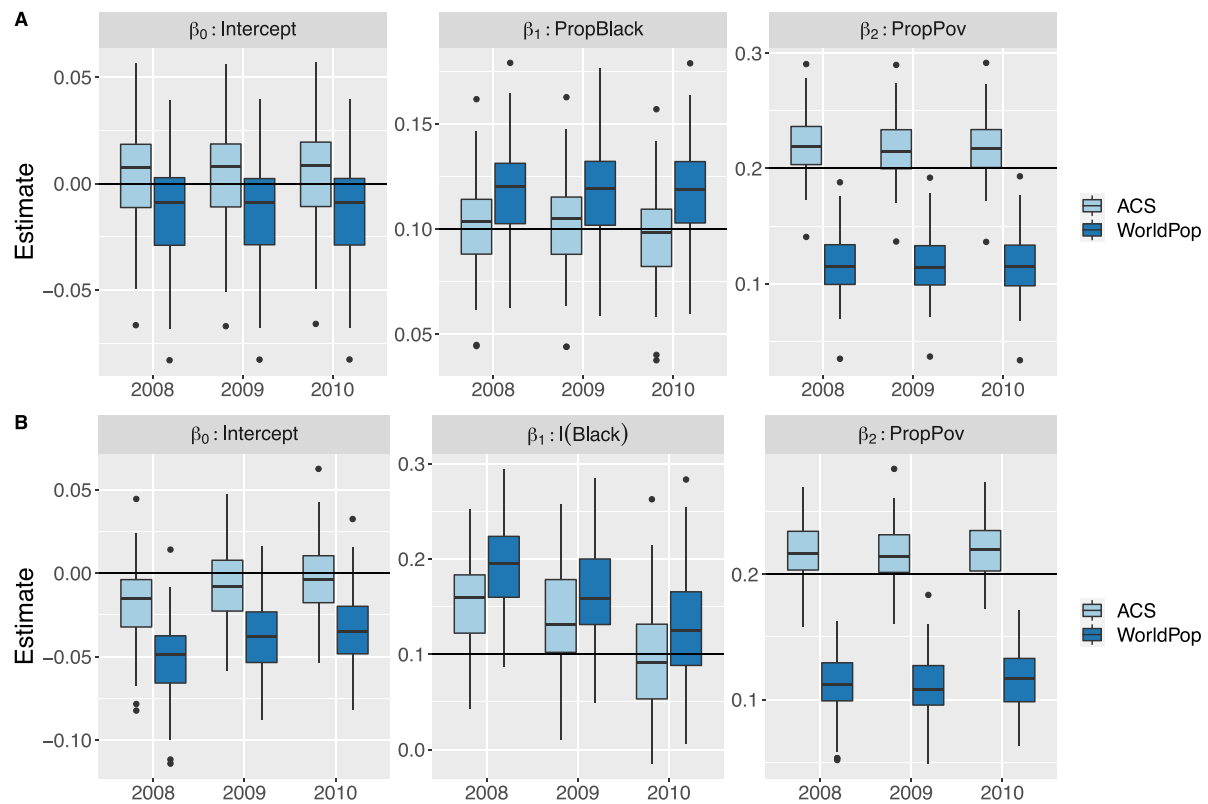 A
β0 : Intercept
β1 : PropBlack
β2 : PropPov
Estimate
0.05
0.00
−0.05
0.15
0.10
0.05
0.3
0.2
0.1
2008 2009 2010
2008 2009 2010
2008 2009 2010
ACS
WorldPop
B
β0 : Intercept
β1 : I(Black)
β2 : PropPov
Estimate
0.05
0.00
−0.05
−0.10
0.3
0.2
0.1
0.0
0.2
0.1
2008 2009 2010
2008 2009 2010
2008 2009 2010
ACS
WorldPop